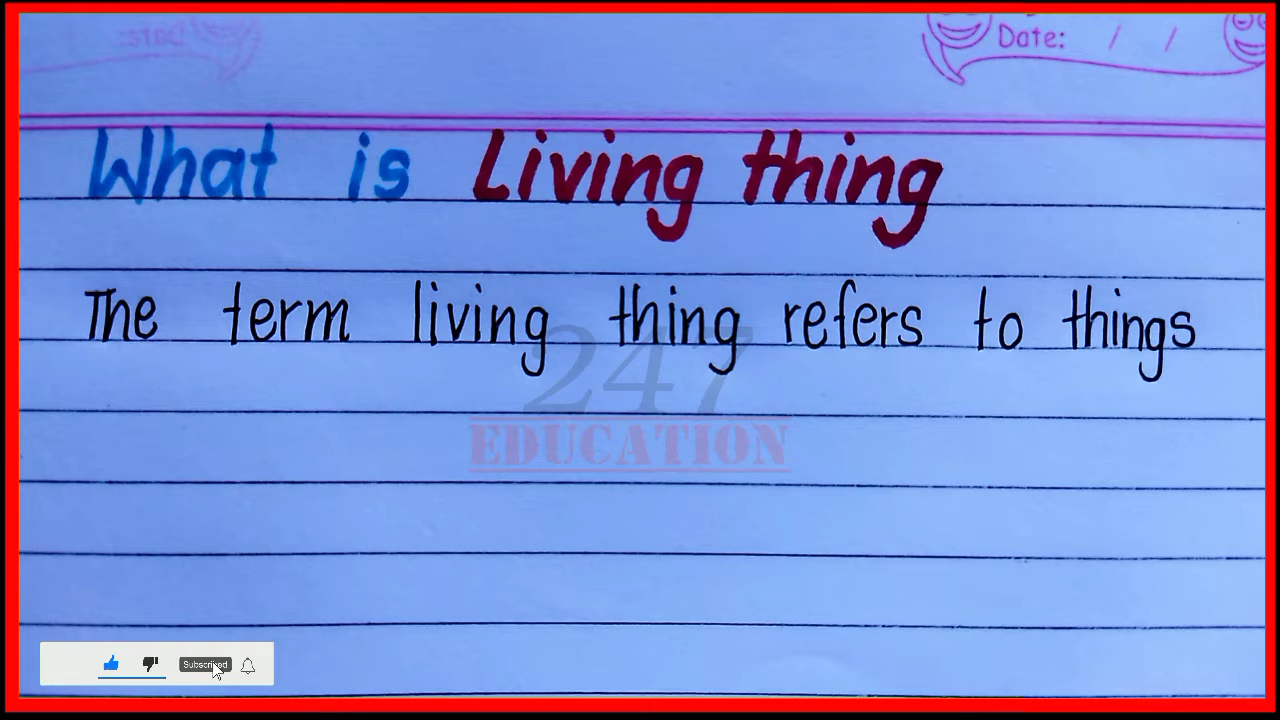 Date: / /
What is Living thing
The term living thing refers to things
247
EDUCATION
Subscribed